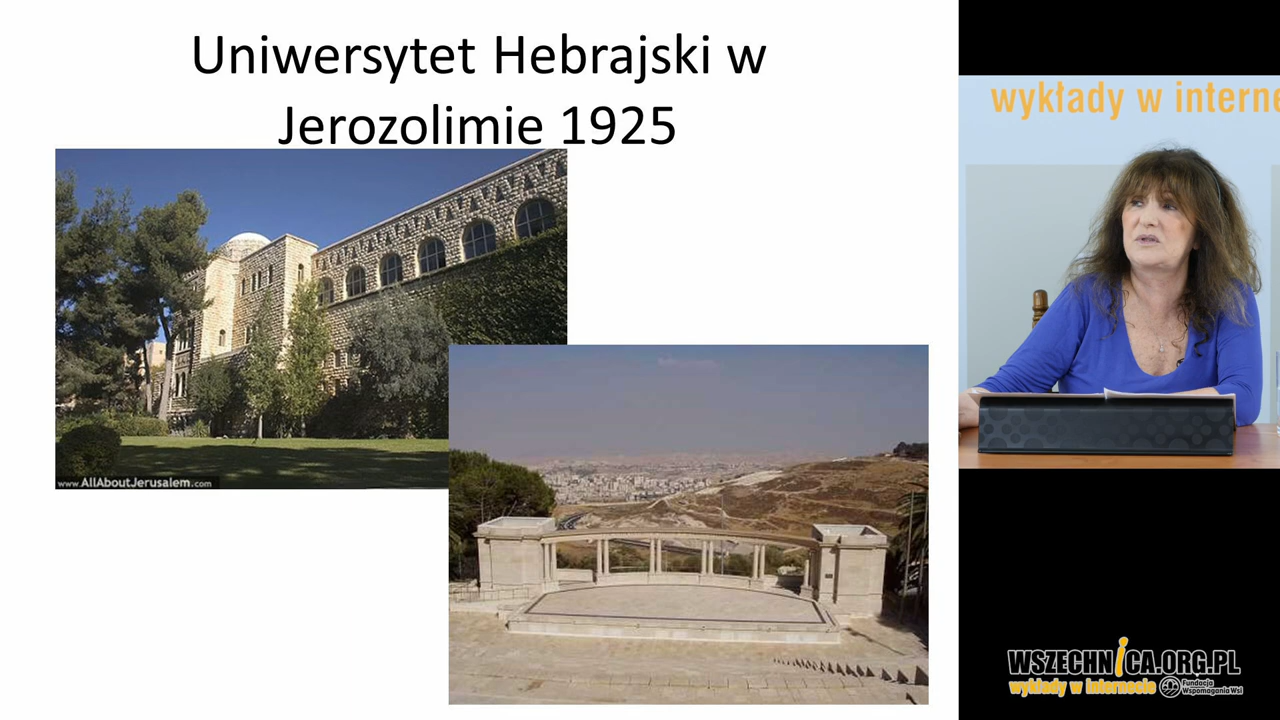 Uniwersytet Hebrajski w
Jerozolimie 1925
www.AllAboutJerusalem.com
wykłady w interne
WSZECHNICA.ORG.PL
wykłady w internecie
Fundacja
Wspomagania Wsi